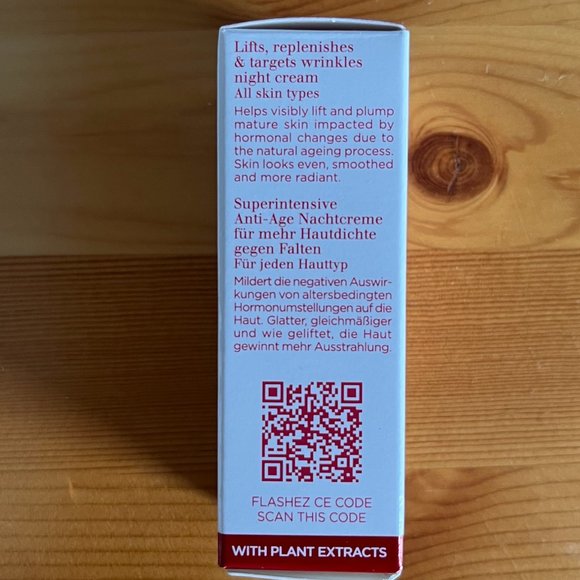 Lifts, replenishes
& targets wrinkles
night cream
All skin types
Helps visibly lift and plump
mature skin impacted by
hormonal changes due to
the natural ageing process.
Skin looks even, smoothed
and more radiant.
Superintensive
Anti-Age Nachtcreme
für mehr Hautdichte
gegen Falten
Für jeden Hauttyp
Mildert die negativen Auswir-
kungen von altersbedingten
Hormonumstellungen auf die
Haut. Glatter, gleichmäßiger
und wie geliftet, die Haut
gewinnt mehr Ausstrahlung.
FLASHEZ CE CODE
SCAN THIS CODE
WITH PLANT EXTRACTS